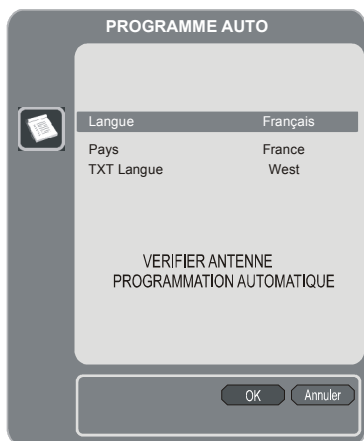 PROGRAMME AUTO
Langue Français
Pays France
TXT Langue West
VERIFIER ANTENNE
PROGRAMMATION AUTOMATIQUE
OK Annuler